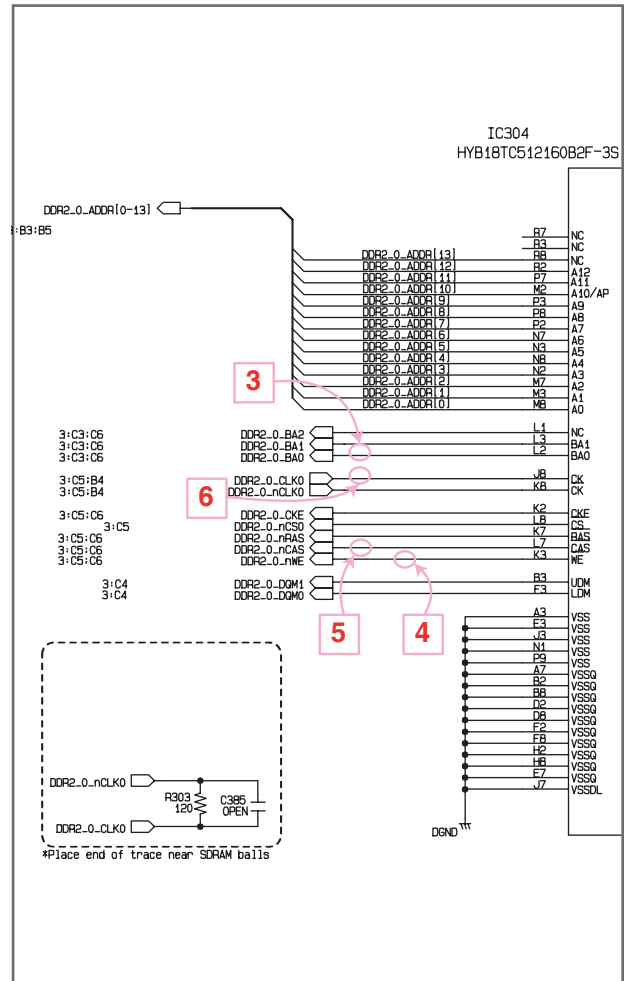 IC304
HYB18TC512160B2F-3S
DDR2_0_ADDR[0-13]
:B3:B5
R7 NC
R3 NC
DDR2_0_ADDR[13] R8 NC
DDR2_0_ADDR[12] R2 A12
DDR2_0_ADDR[11] P7 A11
DDR2_0_ADDR[10] M2 A10/AP
DDR2_0_ADDR[9] P3 A9
DDR2_0_ADDR[8] P8 A8
DDR2_0_ADDR[7] P2 A7
DDR2_0_ADDR[6] N7 A6
DDR2_0_ADDR[5] N3 A5
DDR2_0_ADDR[4] N8 A4
DDR2_0_ADDR[3] N2 A3
DDR2_0_ADDR[2] M7 A2
DDR2_0_ADDR[1] M3 A1
DDR2_0_ADDR[0] M8 A0
3
3:C3:C6 DDR2_0_BA2 L1 NC
3:C3:C6 DDR2_0_BA1 L3 BA1
3:C3:C6 DDR2_0_BA0 L2 BA0
3:C5:B4 DDR2_0_CLK0 J8 CK
3:C5:B4 DDR2_0_nCLK0 K8 CK
6
3:C5:C6 DDR2_0_CKE K2 CKE
3:C5 DDR2_0_nCS0 L8 CS
3:C5:C6 DDR2_0_nRAS K7 RAS
3:C5:C6 DDR2_0_nCAS L7 CAS
3:C5:C6 DDR2_0_nWE K3 WE
3:C4 DDR2_0_DQM1 B3 UDM
3:C4 DDR2_0_DQM0 F3 LDM
5
4
A3 VSS
E3 VSS
J3 VSS
N1 VSS
P9 VSS
A7 VSSQ
B2 VSSQ
B8 VSSQ
D2 VSSQ
D8 VSSQ
F2 VSSQ
F8 VSSQ
H2 VSSQ
H8 VSSQ
E7 VSSQ
J7 VSSDL
DGND
DDR2_0_nCLK0
R303
120
C385
OPEN
DDR2_0_CLK0
*Place end of trace near SDRAM balls